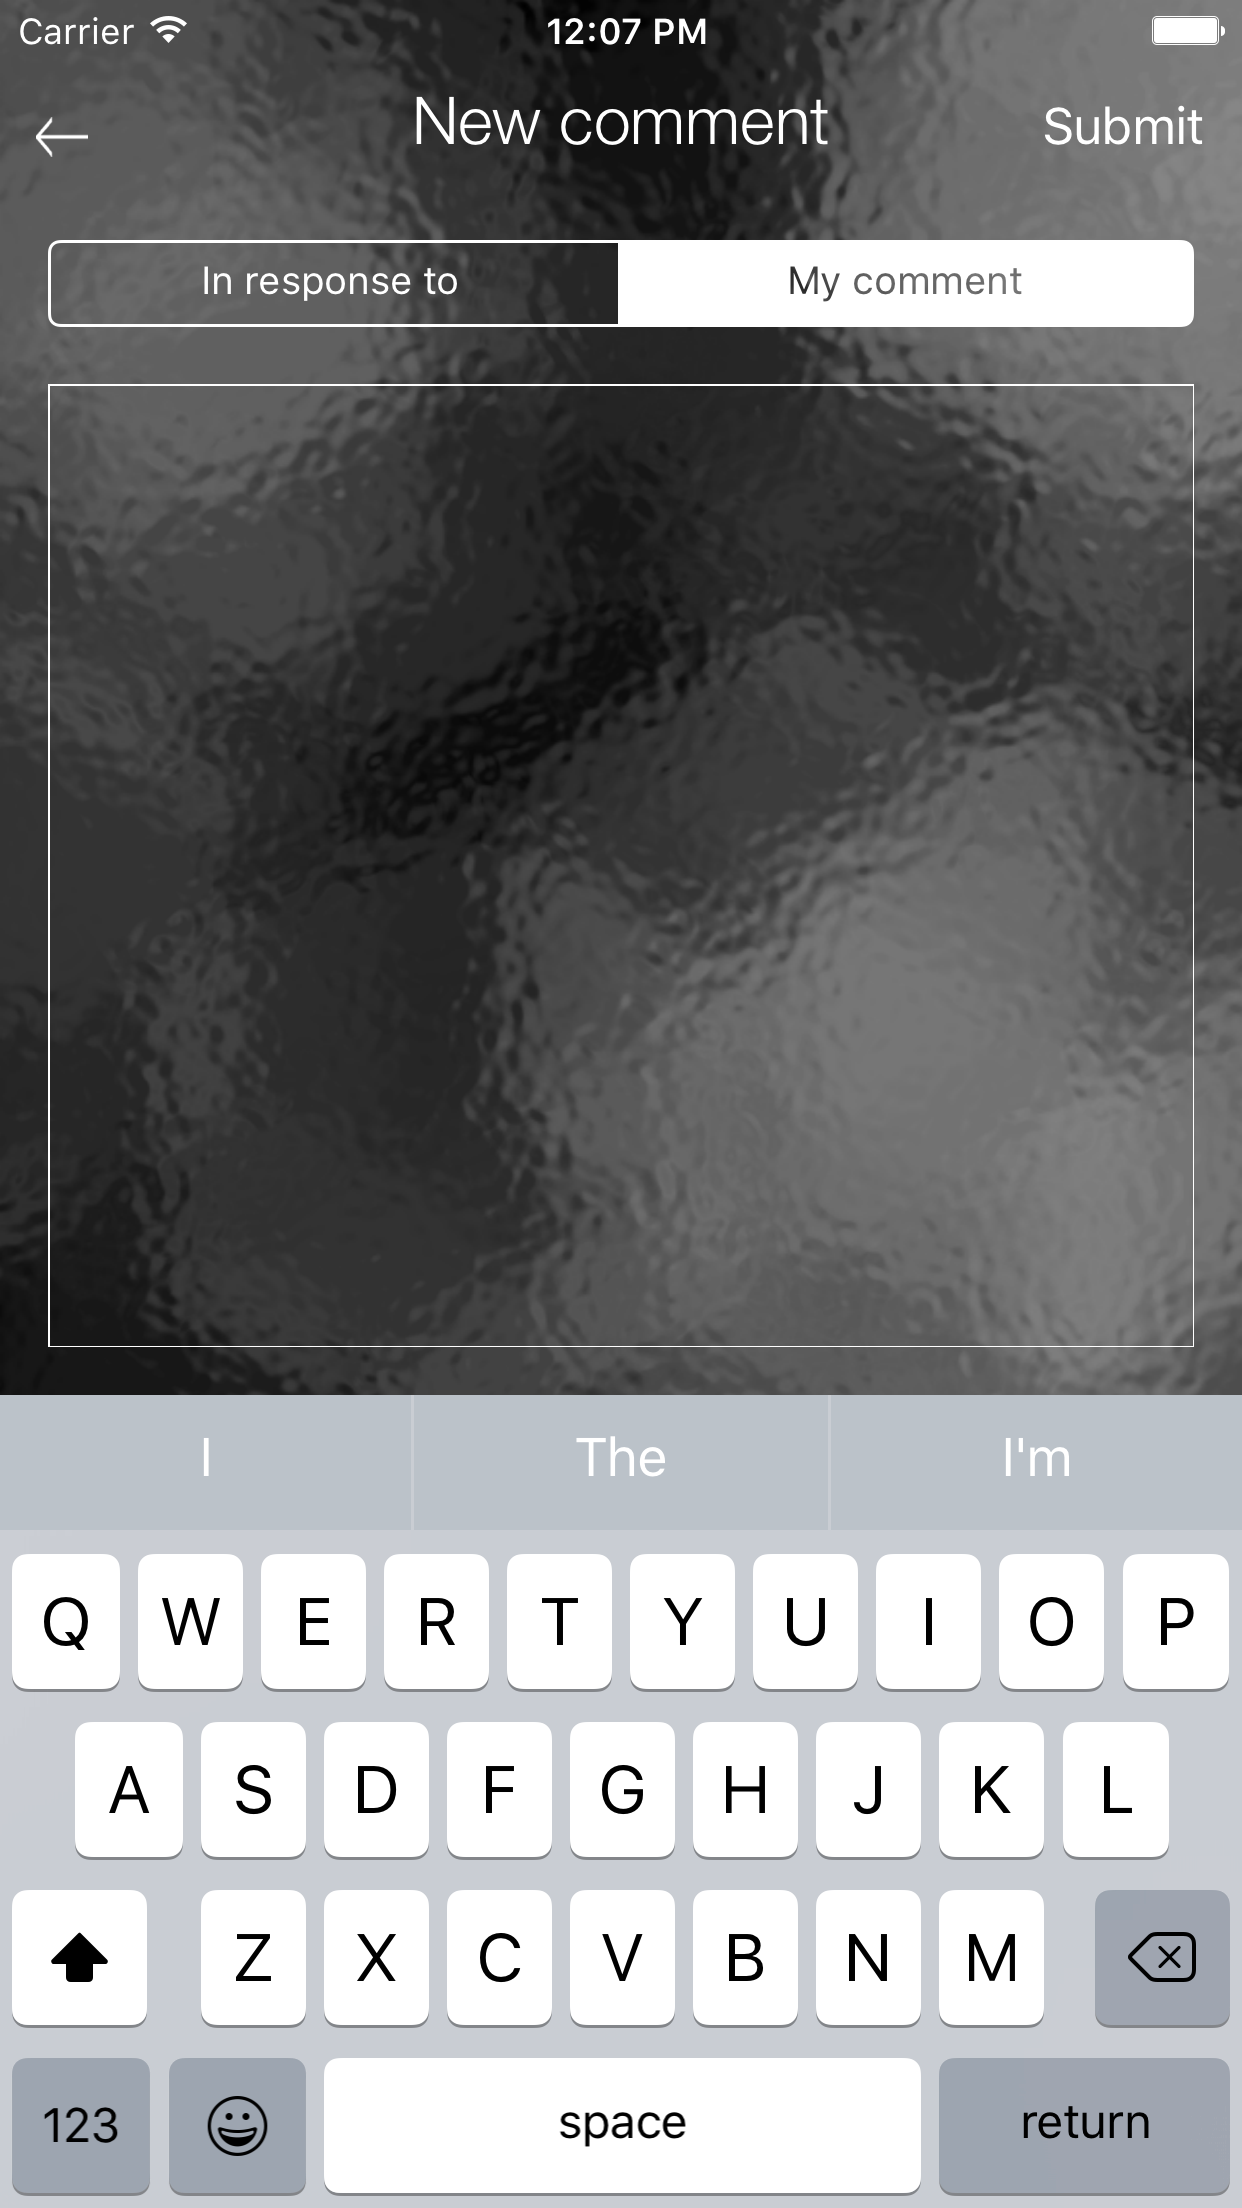 Carrier 12:07 PM
New comment Submit
In response to My comment
I The I'm
Q W E R T Y U I O P
A S D F G H J K L
Z X C V B N M
123 space return